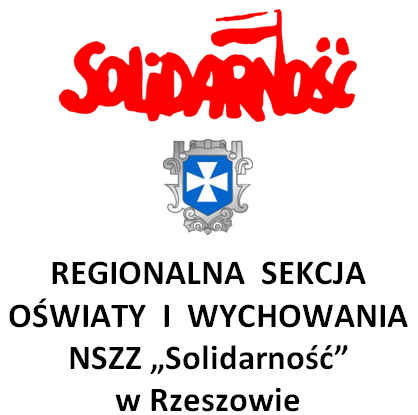 SOLIDARNOŚĆ
REGIONALNA SEKCJA
OŚWIATY I WYCHOWANIA
NSZZ „Solidarność”
w Rzeszowie